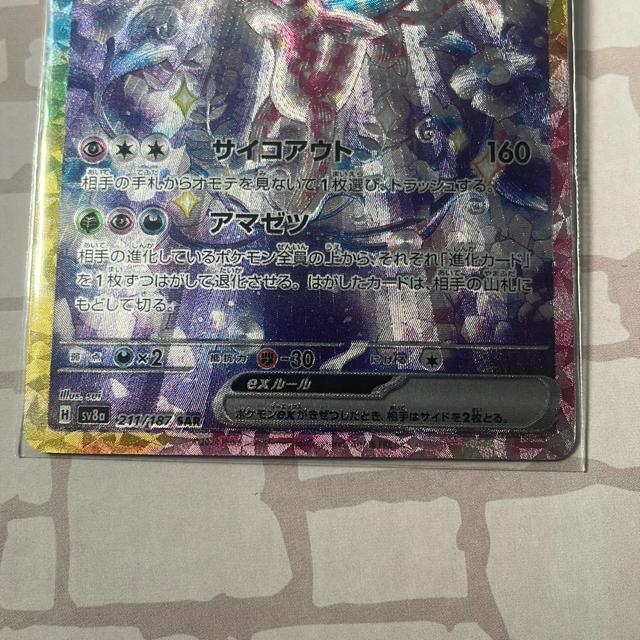 サイコアウト 160
相手の手札からオモテを見ないで1枚選び、トラッシュする。
アマゼツ
相手の進化しているポケモン全員の上から、それぞれ「進化カード」
を1枚ずつはがして退化させる。はがしたカードは、相手の山札に
もどして切る。
弱点 ×2 抵抗力 -30 にげる
exルール
ポケモンexがきぜつしたとき、相手はサイドを2枚とる。
illus. sui
H sv8a 211/187 SAR